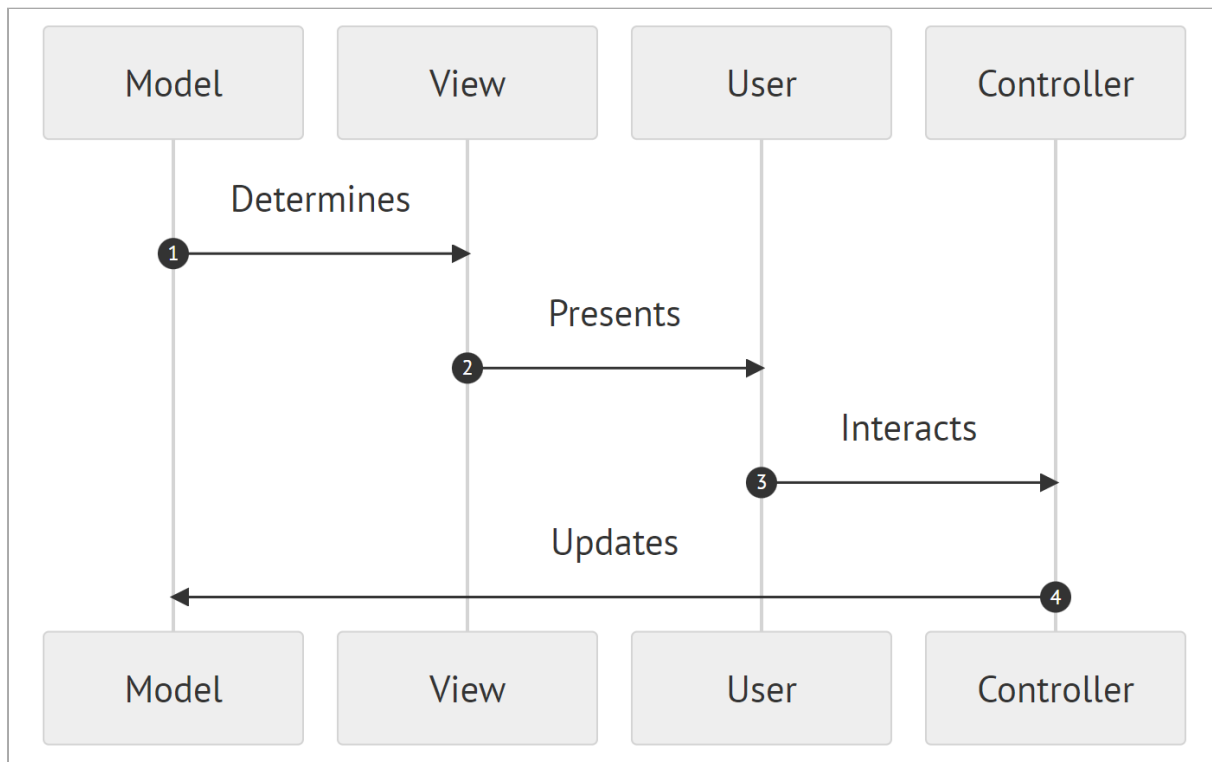 Model View User Controller
Determines
1
Presents
2
Interacts
3
Updates
4
Model View User Controller